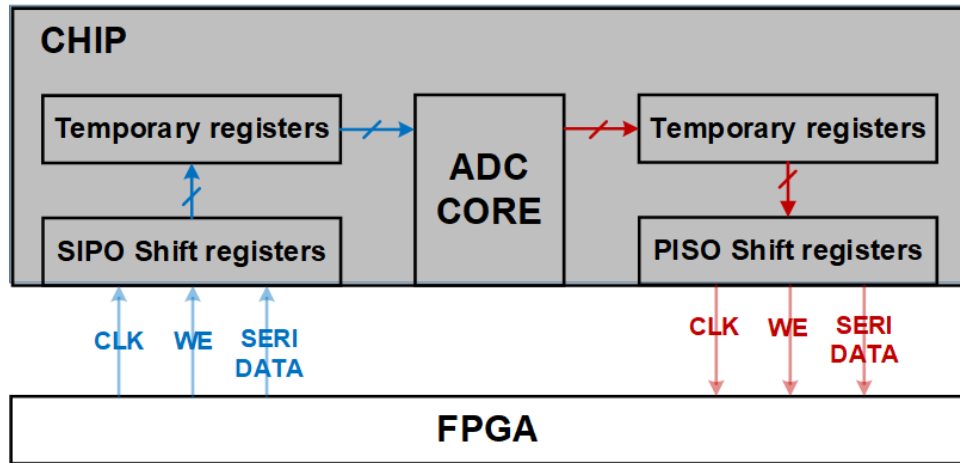 CHIP
Temporary registers
ADC
CORE
Temporary registers
SIPO Shift registers
PISO Shift registers
CLK
WE
SERI
DATA
CLK
WE
SERI
DATA
FPGA